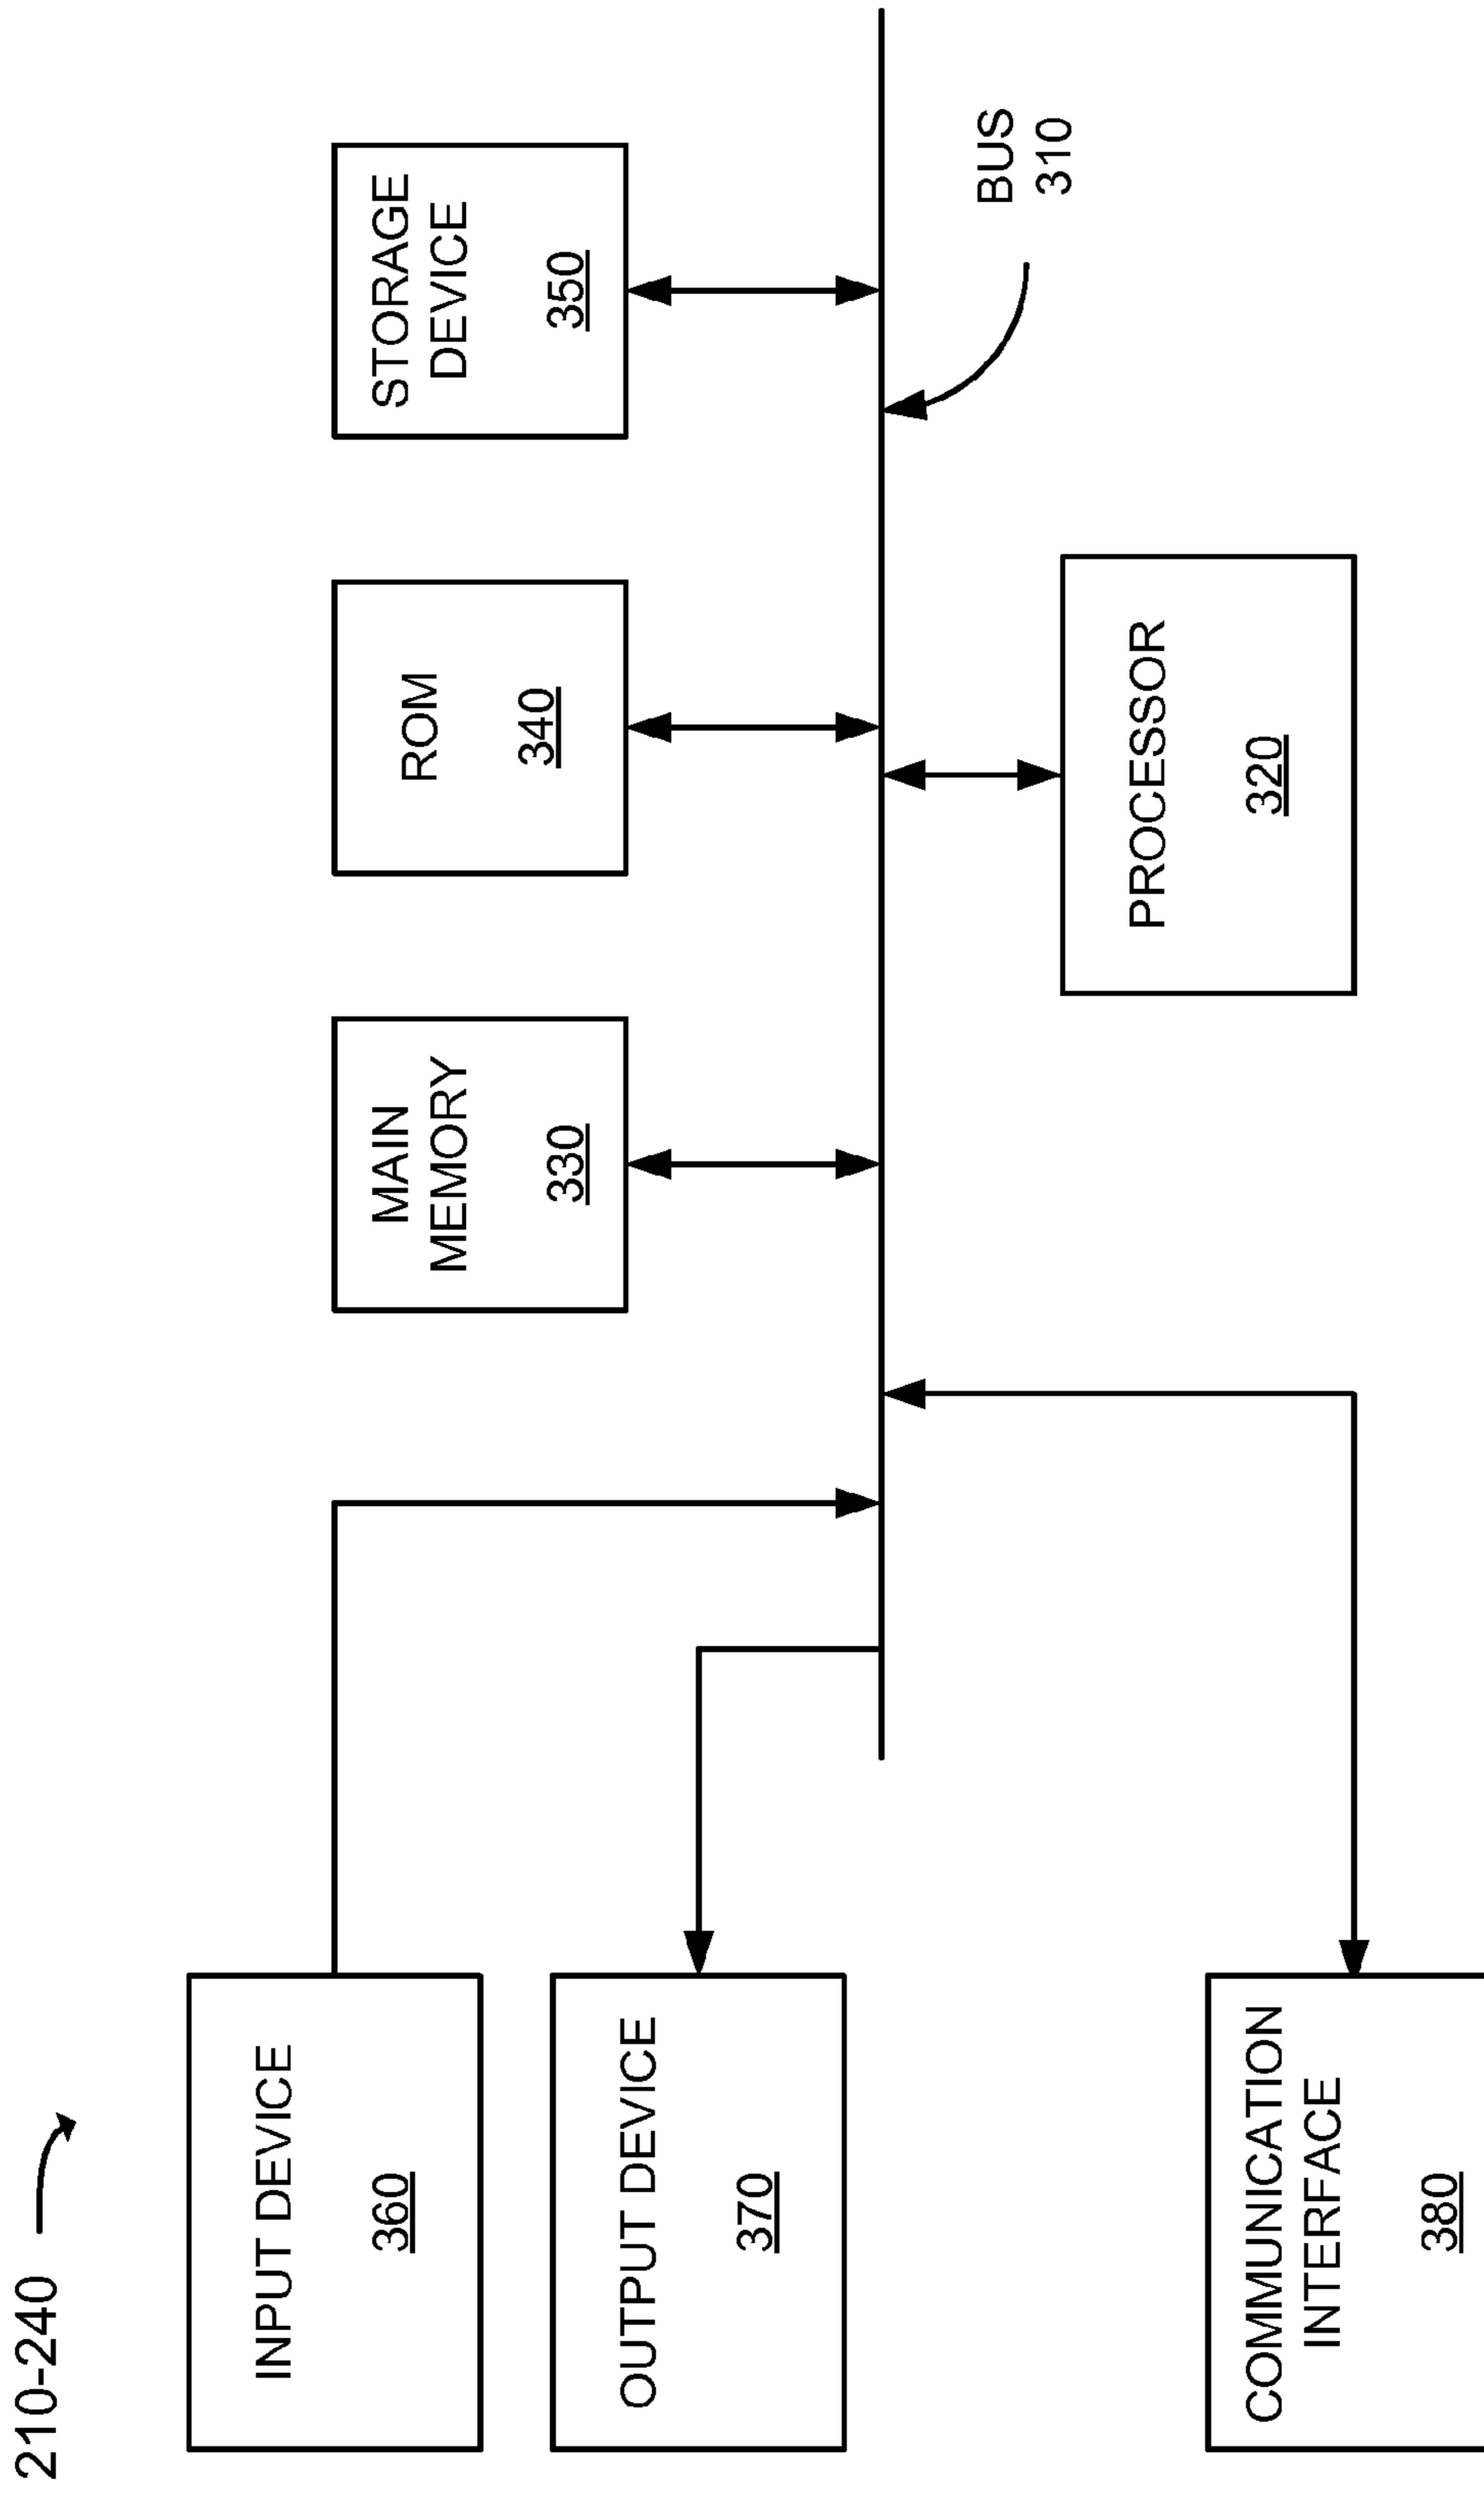 210-240
INPUT DEVICE
360
OUTPUT DEVICE
370
COMMUNICATION
INTERFACE
380
MAIN
MEMORY
330
ROM
340
STORAGE
DEVICE
350
PROCESSOR
320
BUS
310